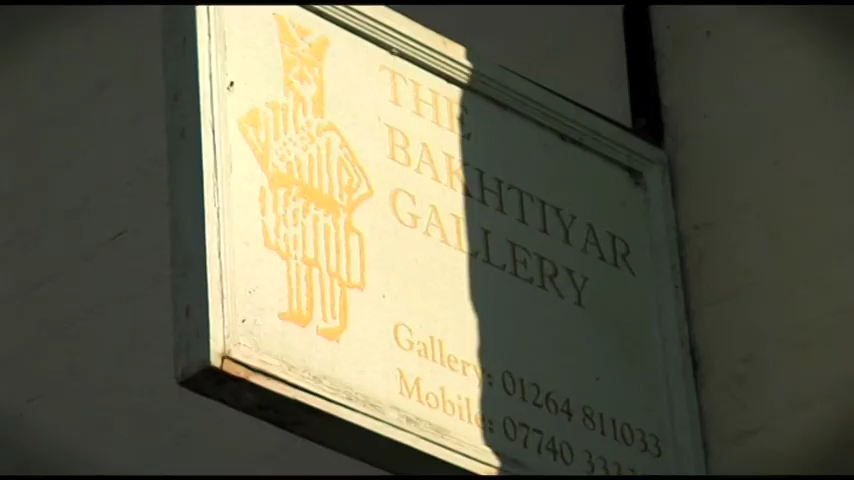 THE
BAKHTIYAR
GALLERY
Gallery: 01264 811033
Mobile: 07740